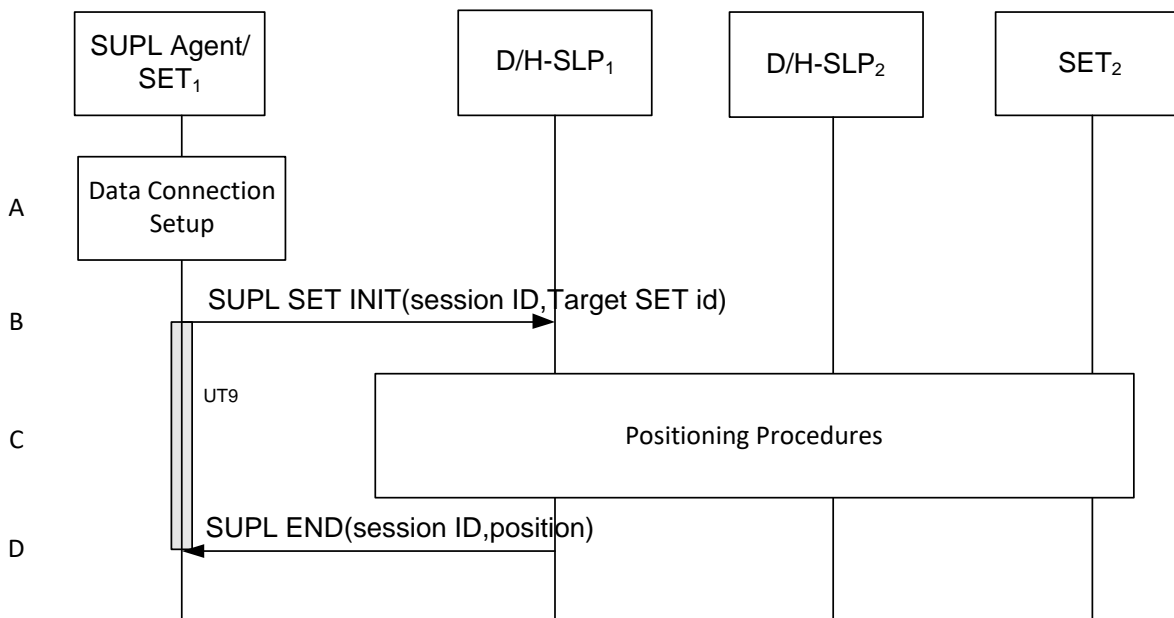 SUPL Agent/
SET₁
D/H-SLP₁
D/H-SLP₂
SET₂
A
Data Connection
Setup
B
SUPL SET INIT(session ID,Target SET id)
UT9
C
Positioning Procedures
D
SUPL END(session ID,position)